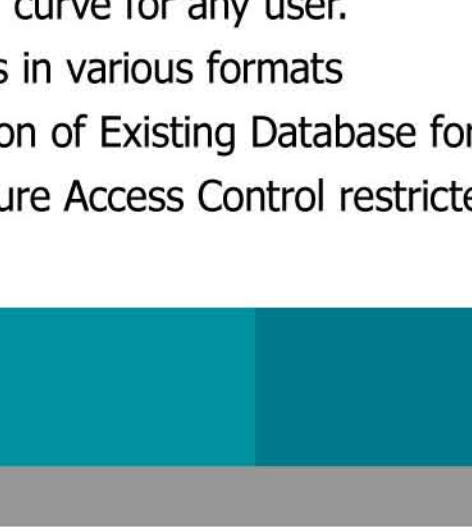 curve for any user.
s in various formats
on of Existing Database for
ure Access Control restricte